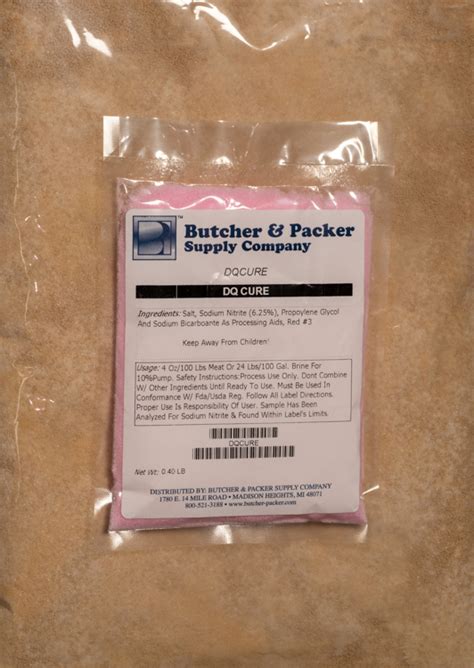 B TM
Butcher & Packer
Supply Company
DQCURE
DQ CURE
Ingredients: Salt, Sodium Nitrite (6.25%), Propoylene Glycol
And Sodium Bicarboante As Processing Aids, Red #3
Keep Away From Children!
Usage: 4 Oz/100 Lbs Meat Or 24 Lbs/100 Gal. Brine For
10%Pump. Safety Instructions:Process Use Only. Dont Combine
W/ Other Ingredients Until Ready To Use. Must Be Used In
Conformance W/ Fda/Usda Reg. Follow All Label Directions.
Proper Use Is Responsibility Of User. Sample Has Been
Analyzed For Sodium Nitrite & Found Within Label's Limits.
DQCURE
Net Wt: 0.40 LB
DISTRIBUTED BY: BUTCHER & PACKER SUPPLY COMPANY
1780 E. 14 MILE ROAD • MADISON HEIGHTS, MI 48071
800-521-3188 • www.butcher-packer.com